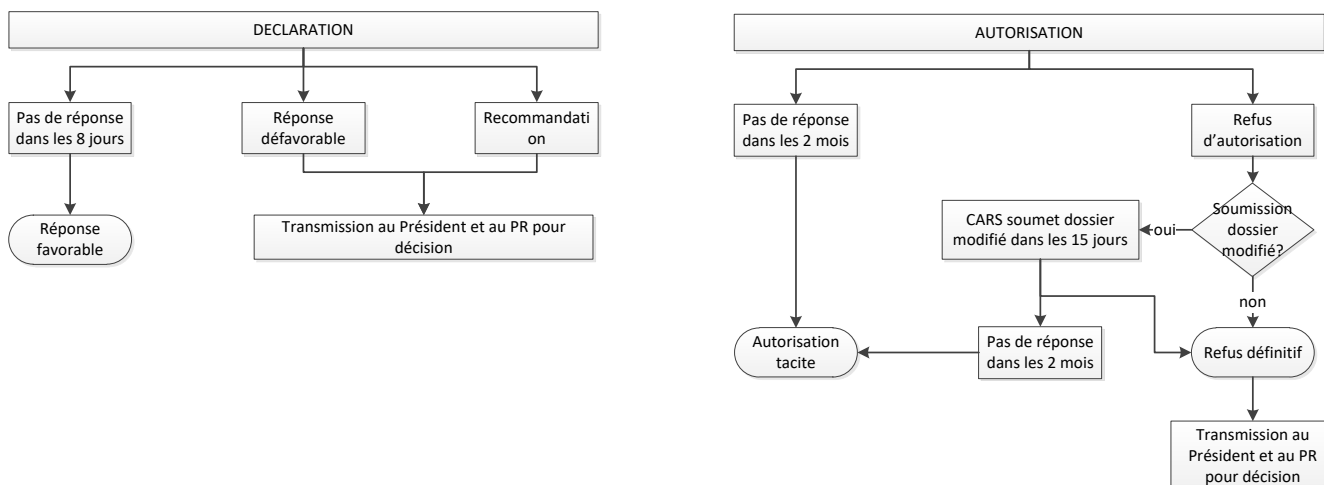 DECLARATION
Pas de réponse
dans les 8 jours
Réponse
défavorable
Recommandati
on
Réponse
favorable
Transmission au Président et au PR pour
décision
AUTORISATION
Pas de réponse
dans les 2 mois
Refus
d’autorisation
CARS soumet dossier
modifié dans les 15 jours
oui
Soumission
dossier
modifié?
non
Autorisation
tacite
Pas de réponse
dans les 2 mois
Refus définitif
Transmission au
Président et au PR
pour décision